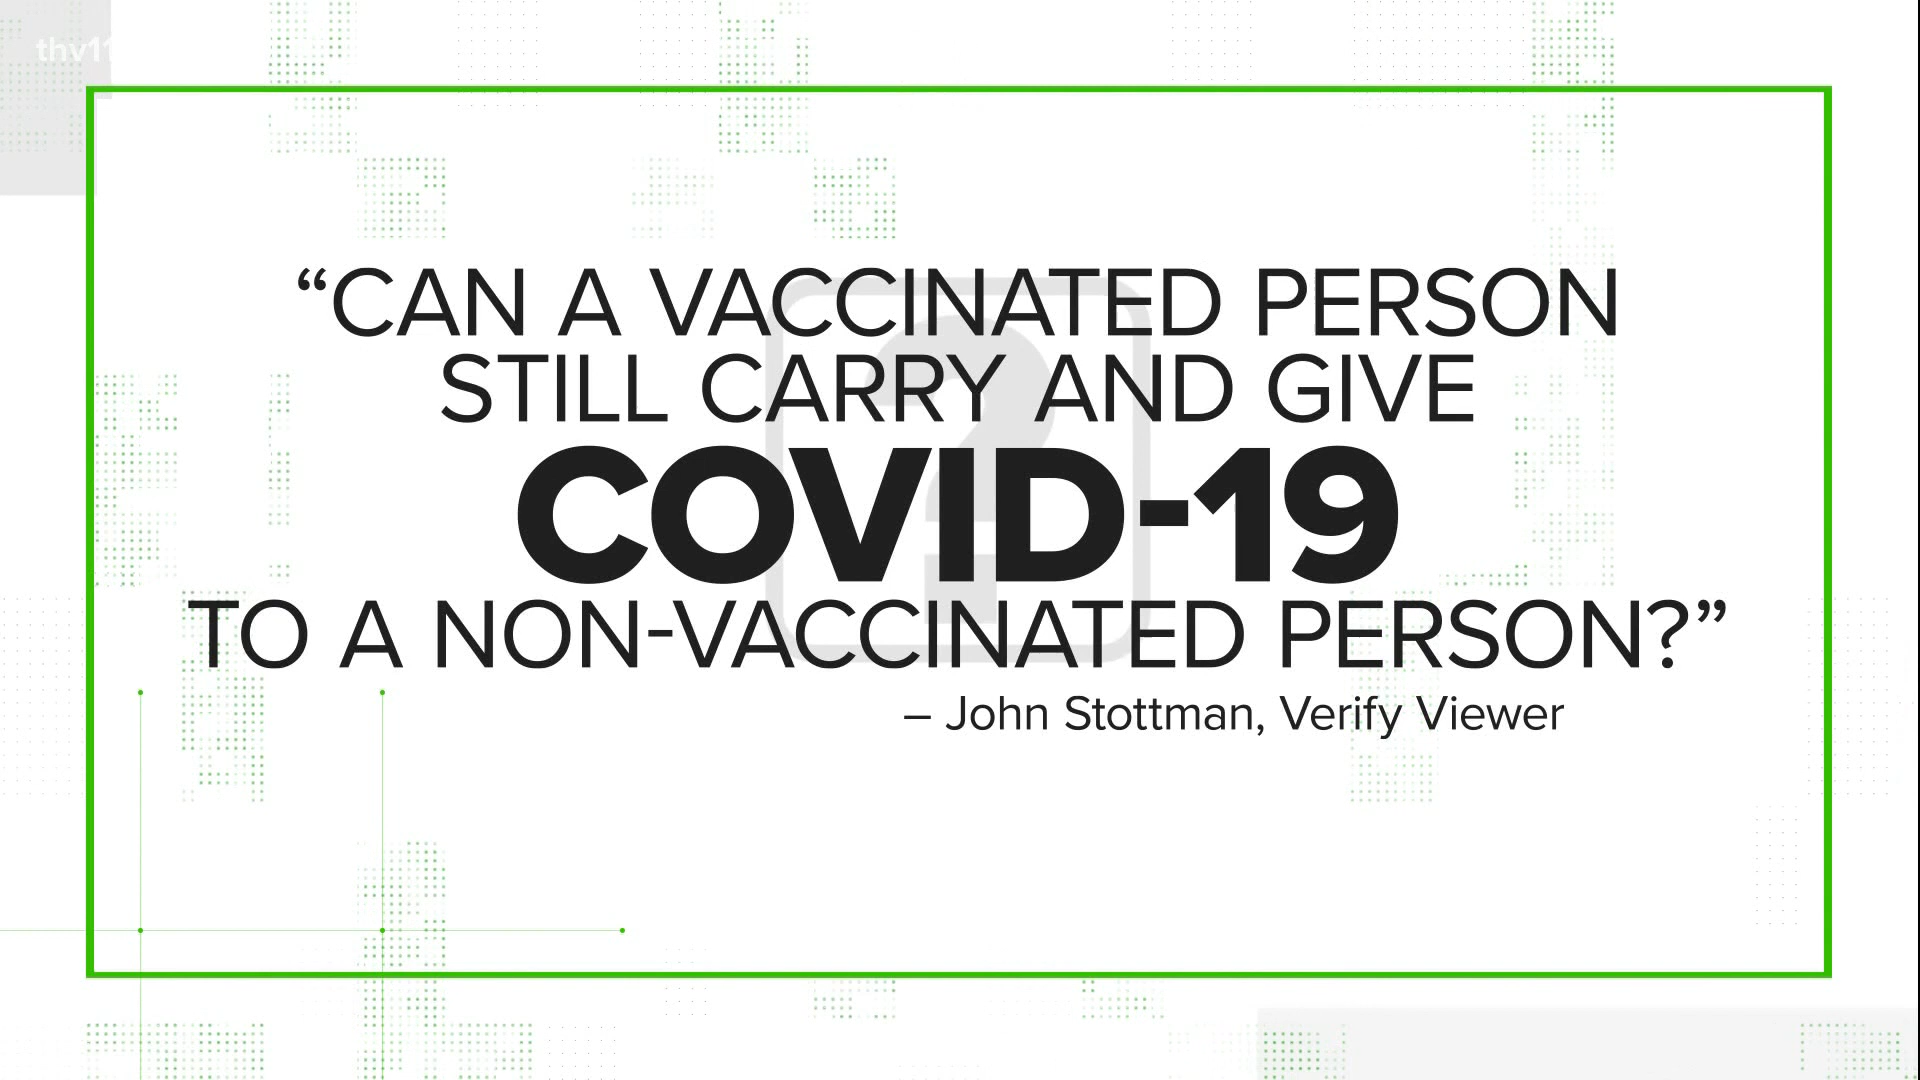 thv11
“CAN A VACCINATED PERSON
STILL CARRY AND GIVE
COVID-19
TO A NON-VACCINATED PERSON?”
– John Stottman, Verify Viewer